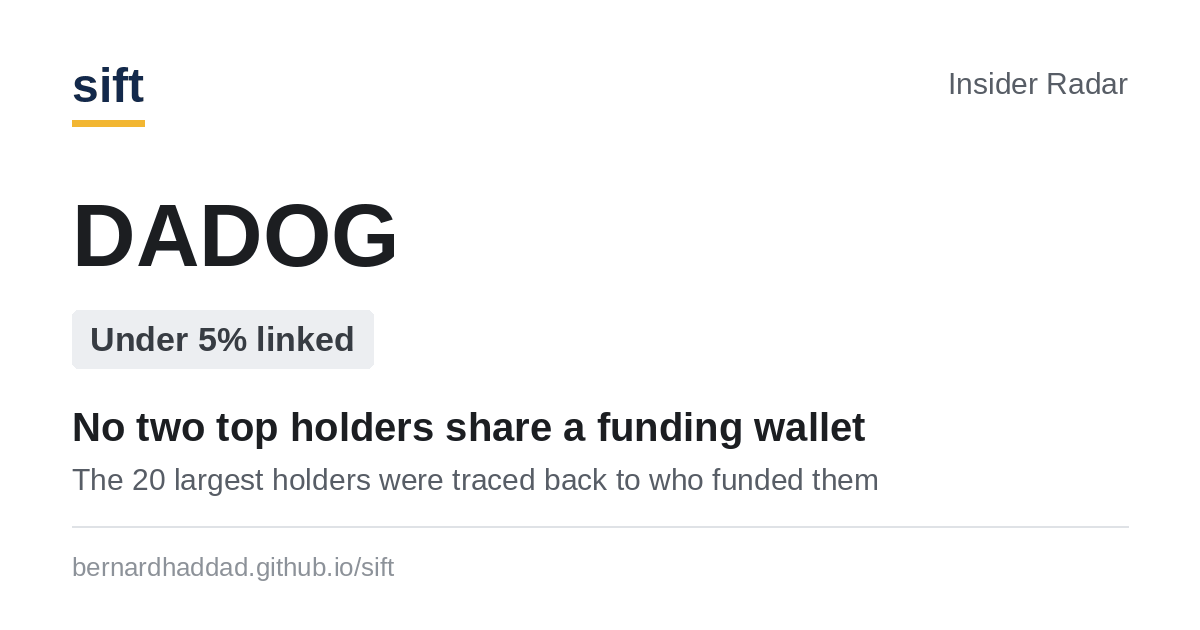 sift
Insider Radar
DADOG
Under 5% linked
No two top holders share a funding wallet
The 20 largest holders were traced back to who funded them
bernardhaddad.github.io/sift